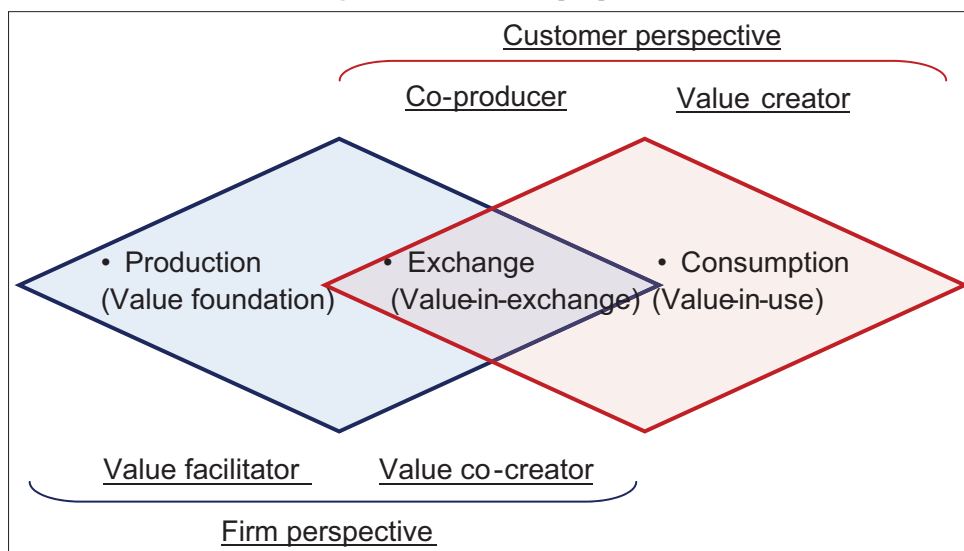 Customer perspective
Co-producer Value creator
• Production • Exchange • Consumption
(Value foundation) (Value-in-exchange) (Value-in-use)
Value facilitator Value co-creator
Firm perspective